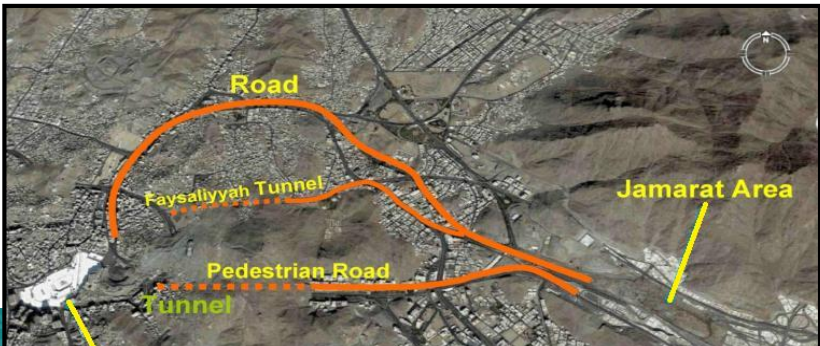 N
Road
Faysaliyyah Tunnel
Jamarat Area
Pedestrian Road
Tunnel